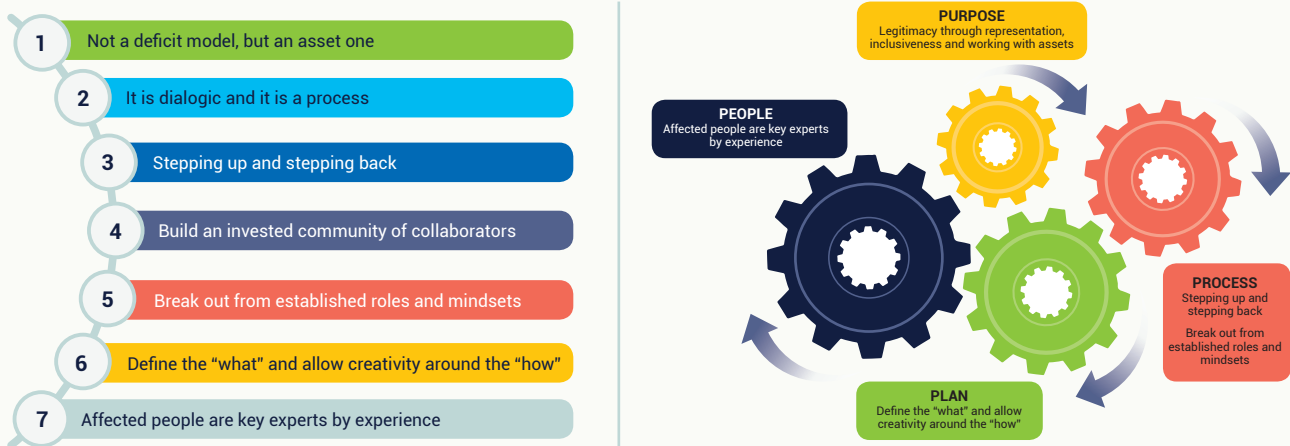 1
Not a deficit model, but an asset one
2
It is dialogic and it is a process
3
Stepping up and stepping back
4
Build an invested community of collaborators
5
Break out from established roles and mindsets
6
Define the “what” and allow creativity around the “how”
7
Affected people are key experts by experience
PURPOSE
Legitimacy through representation,
inclusiveness and working with assets
PEOPLE
Affected people are key experts
by experience
PROCESS
Stepping up and
stepping back
Break out from
established roles and
mindsets
PLAN
Define the “what” and allow
creativity around the “how”